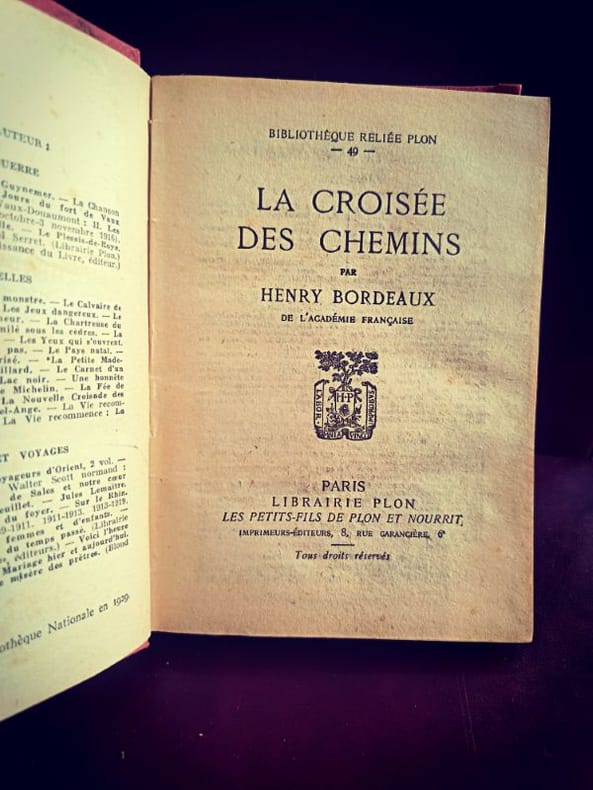 AUTEUR :
GUERRE
Guynemer. — La Chanson
Jours du fort de Vaux
Vaux-Douaumont : II. Les
octobre-3 novembre 1916).
Le Plessis-de-Roye.
Serret. (Librairie Plon.)
issance du Livre, éditeur.)
ELLES
monstre. — Le Calvaire de
Les Jeux dangereux. — Le
neur. — La Chartreuse du
milé sous les cèdres. — La
— Les Yeux qui s'ouvrent.
pas. — Le Pays natal. —
risé. — *La Petite Made-
illard. — Le Carnet d'un
Lac noir. — Une honnête
e Michelin. — La Fée de
La Nouvelle Croisade des
el-Ange. — La Vie recom-
La Vie recommence : La
ET VOYAGES
oyageurs d'Orient, 2 vol. —
Walter Scott normand :
de Sales et notre cœur
euillet. — Jules Lemaître.
du foyer. — Sur le Rhin.
9-1911. 1911-1913. 1913-1919.
femmes et d'enfants. —
du temps passé. (Librairie
s, éditeurs.) — Voici l'heure
Mariage hier et aujourd'hui.
e misère des prêtres. (Bloud
othèque Nationale en 1929.
BIBLIOTHÈQUE RELIÉE PLON
— 49 —
LA CROISÉE
DES CHEMINS
PAR
HENRY BORDEAUX
DE L'ACADÉMIE FRANÇAISE
LABOR
H·P
PARIS
LIBRAIRIE PLON
LES PETITS-FILS DE PLON ET NOURRIT,
IMPRIMEURS-ÉDITEURS, 8, RUE GARANCIÈRE, 6ᵉ
Tous droits réservés